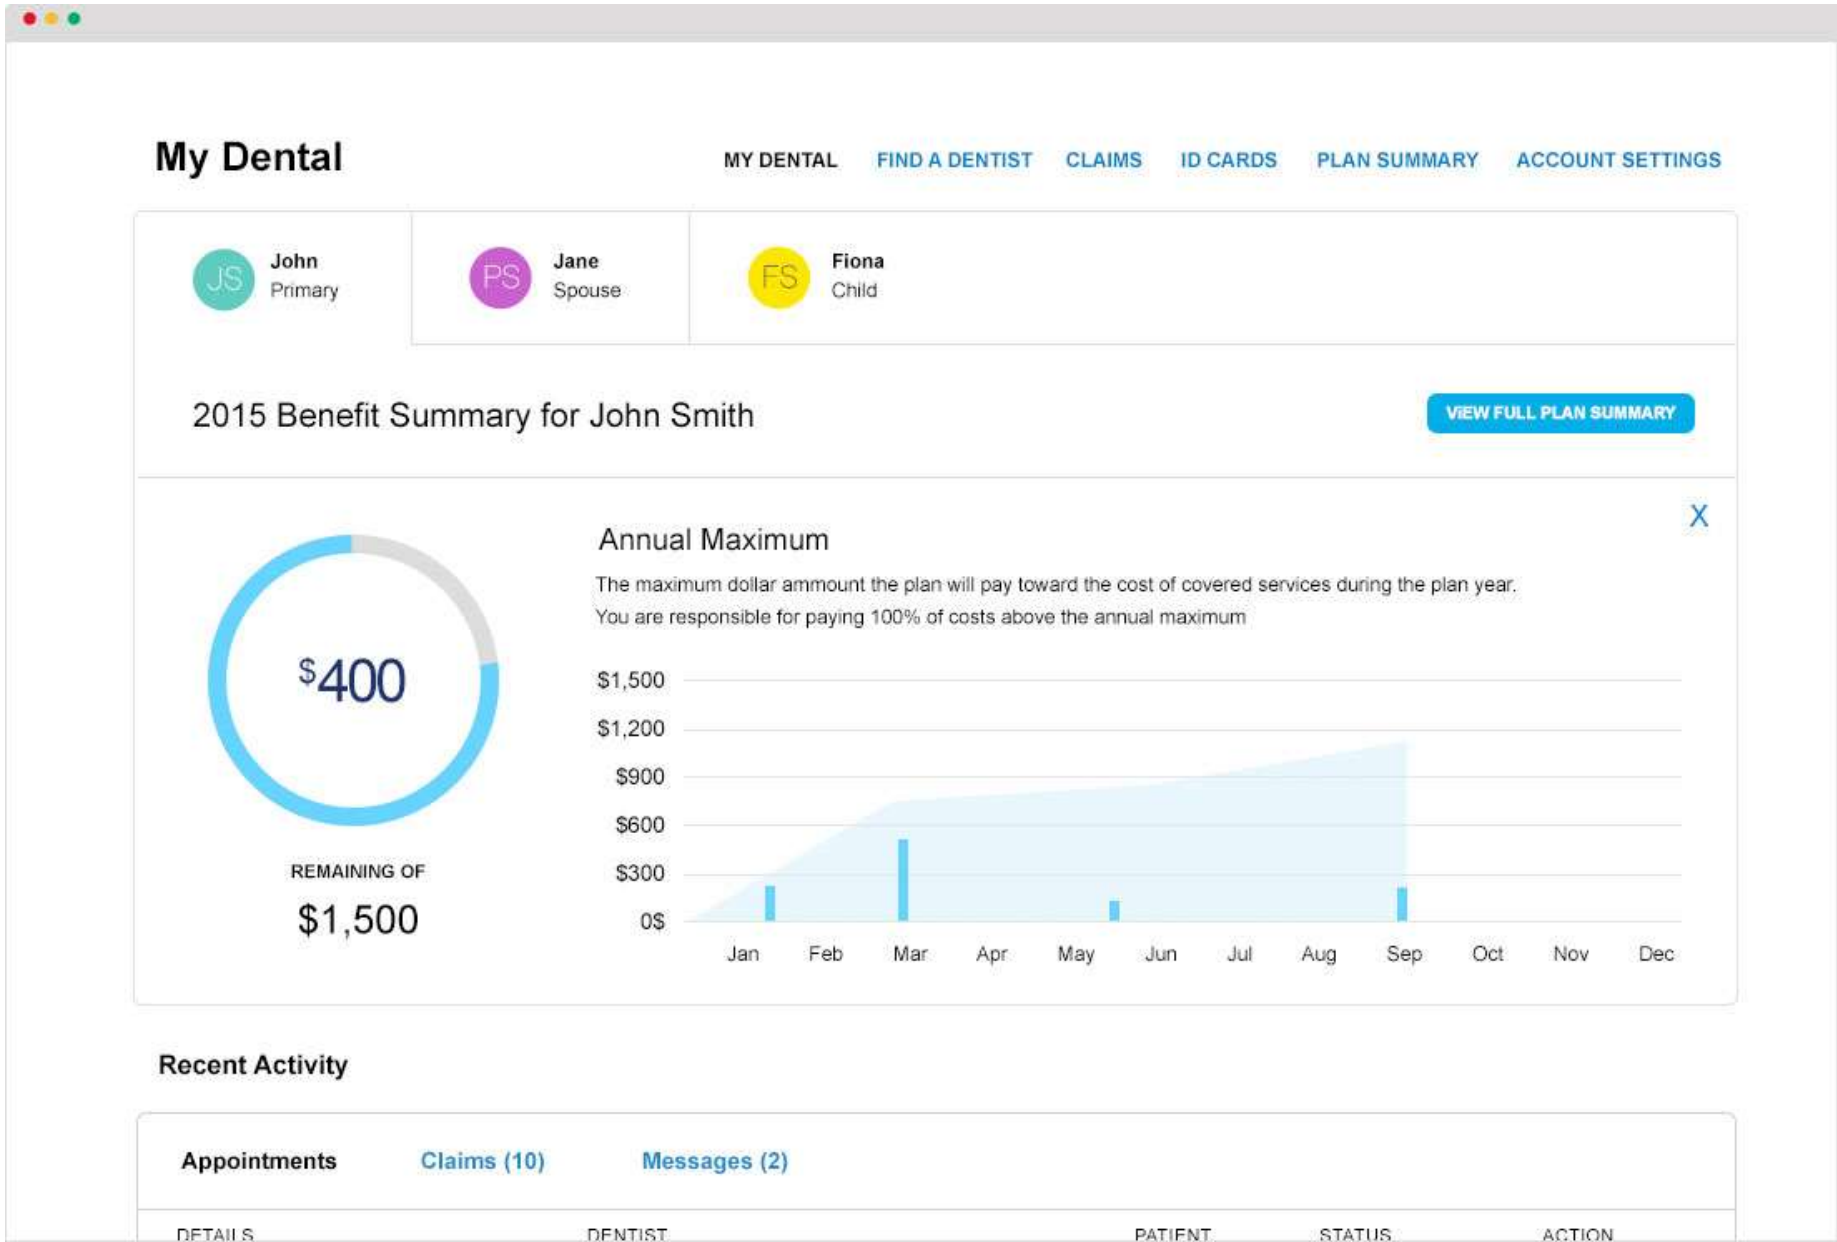 My Dental
MY DENTAL FIND A DENTIST CLAIMS ID CARDS PLAN SUMMARY ACCOUNT SETTINGS
JS John Primary
PS Jane Spouse
FS Fiona Child
2015 Benefit Summary for John Smith
ViEW FULL PLAN SUMMARY
$400
REMAINING OF
$1,500
X
Annual Maximum
The maximum dollar ammount the plan will pay toward the cost of covered services during the plan year.
You are responsible for paying 100% of costs above the annual maximum
$1,500
$1,200
$900
$600
$300
0$
Jan Feb Mar Apr May Jun Jul Aug Sep Oct Nov Dec
Recent Activity
Appointments Claims (10) Messages (2)
DETAILS DENTIST PATIENT STATUS ACTION